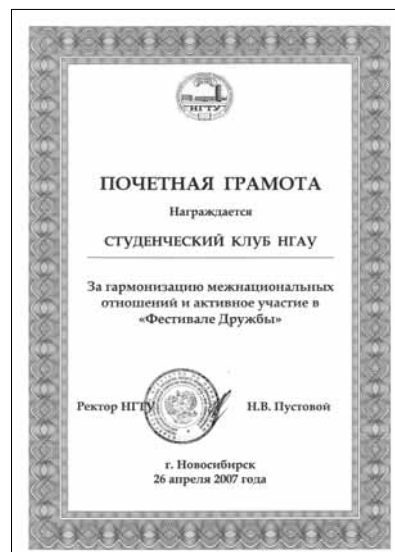 НГТУ
ПОЧЕТНАЯ ГРАМОТА
Награждается
СТУДЕНЧЕСКИЙ КЛУБ НГАУ
За гармонизацию межнациональных
отношений и активное участие в
«Фестивале Дружбы»
Ректор НГТУ Н.В. Пустовой
г. Новосибирск
26 апреля 2007 года